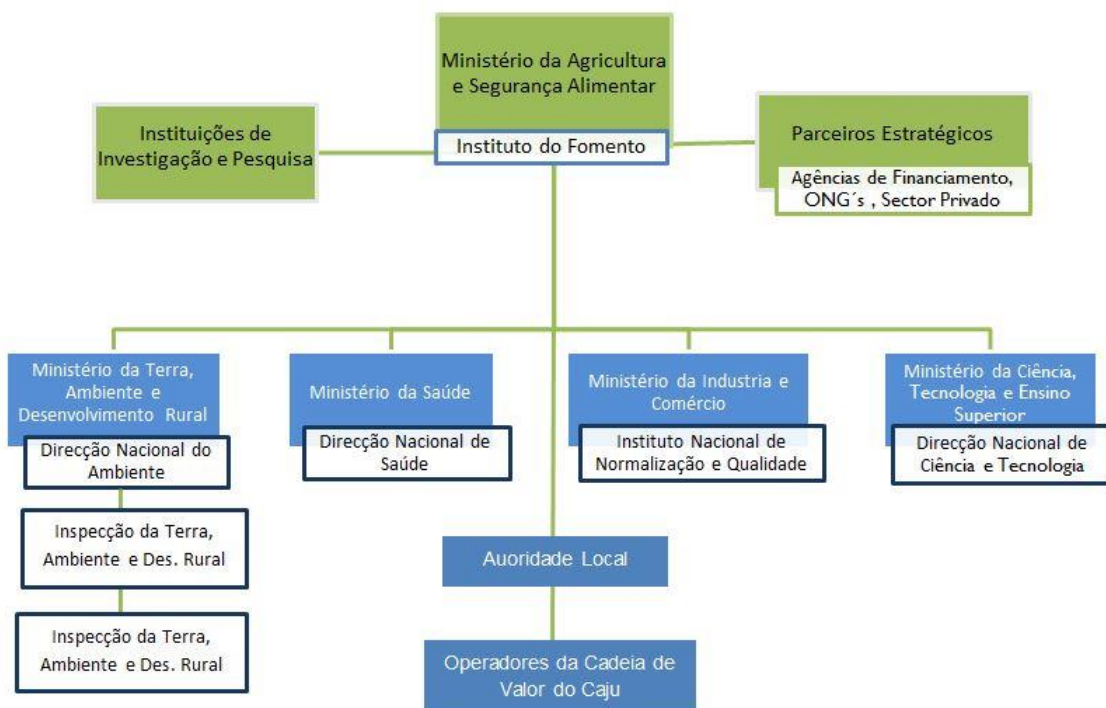 Ministério da Agricultura
e Segurança Alimentar
Instituto do Fomento
Instituições de
Investigação e Pesquisa
Parceiros Estratégicos
Agências de Financiamento,
ONG´s , Sector Privado
Ministério da Terra,
Ambiente e
Desenvolvimento Rural
Direcção Nacional do
Ambiente
Inspecção da Terra,
Ambiente e Des. Rural
Inspecção da Terra,
Ambiente e Des. Rural
Ministério da Saúde
Direcção Nacional de
Saúde
Ministério da Industria e
Comércio
Instituto Nacional de
Normalização e Qualidade
Ministério da Ciência,
Tecnologia e Ensino
Superior
Direcção Nacional de
Ciência e Tecnologia
Auoridade Local
Operadores da Cadeia de
Valor do Caju